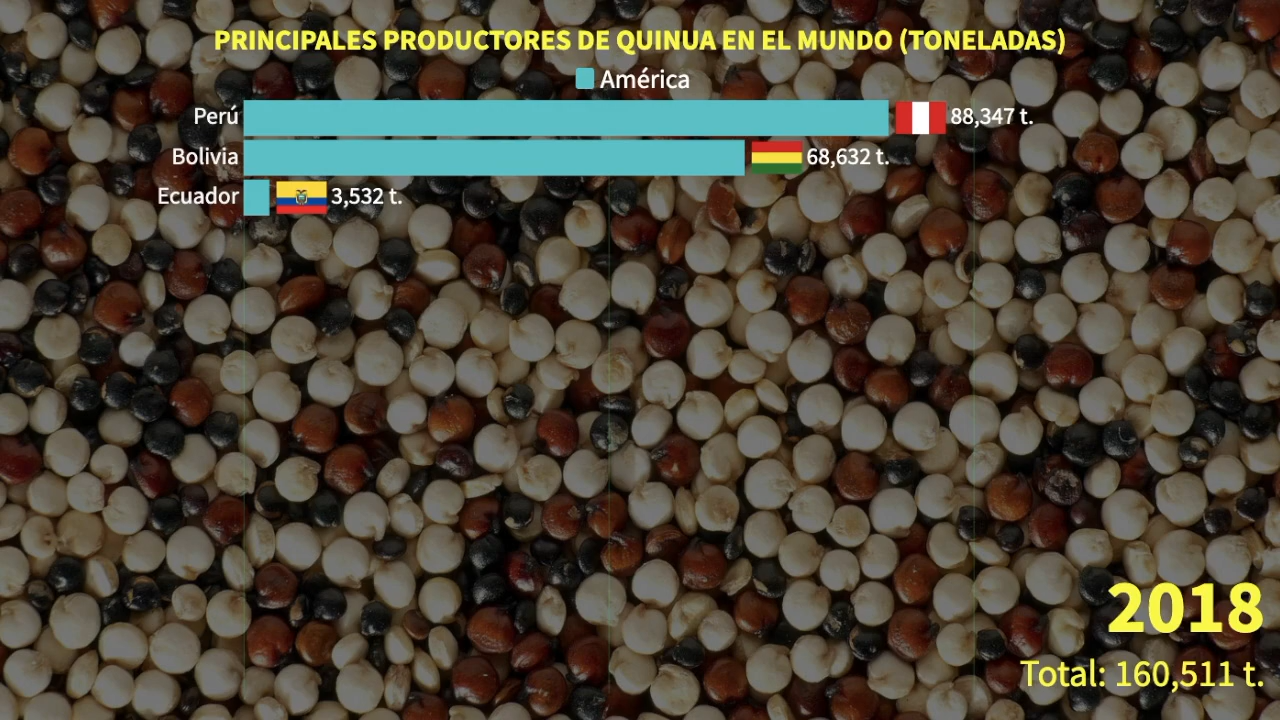 PRINCIPALES PRODUCTORES DE QUINUA EN EL MUNDO (TONELADAS)
América
Perú 88,347 t.
Bolivia 68,632 t.
Ecuador 3,532 t.
2018
Total: 160,511 t.